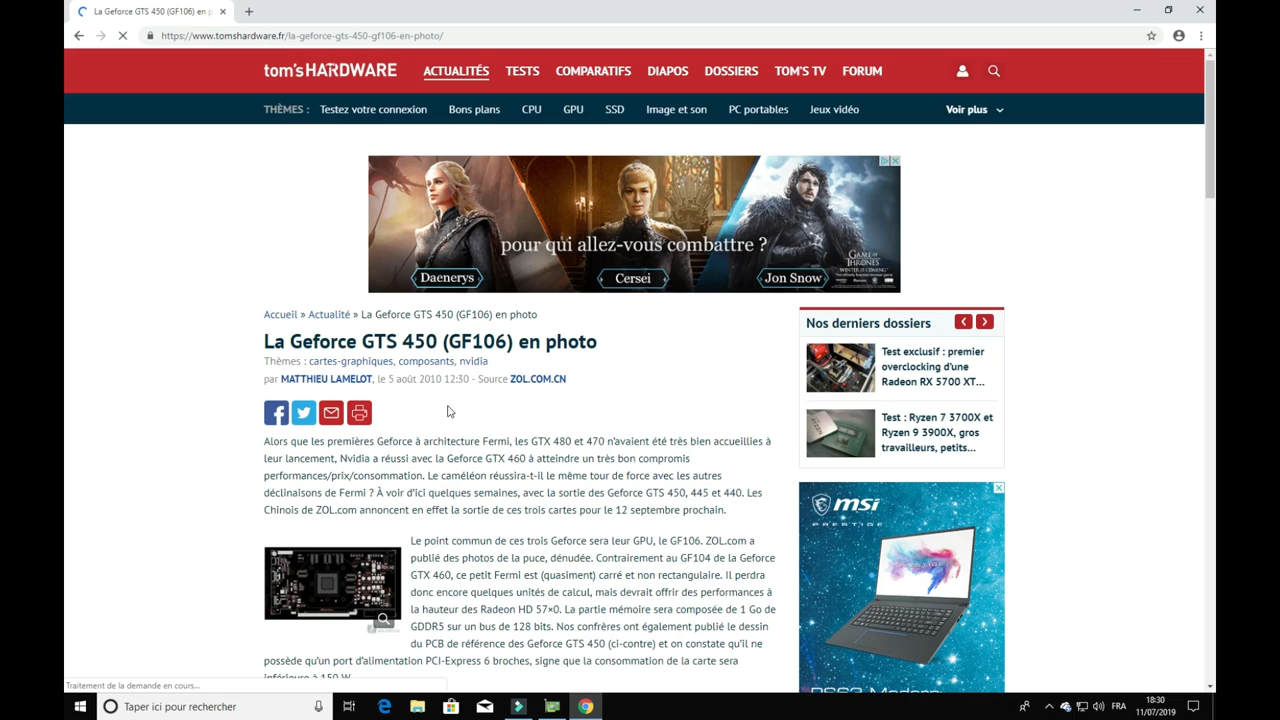 La Geforce GTS 450 (GF106) en p
https://www.tomshardware.fr/la-geforce-gts-450-gf106-en-photo/
tom's HARDWARE
ACTUALITÉS TESTS COMPARATIFS DIAPOS DOSSIERS TOM'S TV FORUM
THÈMES : Testez votre connexion Bons plans CPU GPU SSD Image et son PC portables Jeux vidéo Voir plus
pour qui allez-vous combattre ?
Daenerys Cersei Jon Snow
GAME OF THRONES
WINTER IS COMING
Accueil » Actualité » La Geforce GTS 450 (GF106) en photo
La Geforce GTS 450 (GF106) en photo
Thèmes : cartes-graphiques, composants, nvidia
par MATTHIEU LAMELOT, le 5 août 2010 12:30 - Source ZOL.COM.CN
Alors que les premières Geforce à architecture Fermi, les GTX 480 et 470 n'avaient été très bien accueillies à
leur lancement, Nvidia a réussi avec la Geforce GTX 460 à atteindre un très bon compromis
performances/prix/consommation. Le caméléon réussira-t-il le même tour de force avec les autres
déclinaisons de Fermi ? À voir d'ici quelques semaines, avec la sortie des Geforce GTS 450, 445 et 440. Les
Chinois de ZOL.com annoncent en effet la sortie de ces trois cartes pour le 12 septembre prochain.
Le point commun de ces trois Geforce sera leur GPU, le GF106. ZOL.com a
publié des photos de la puce, dénudée. Contrairement au GF104 de la Geforce
GTX 460, ce petit Fermi est (quasiment) carré et non rectangulaire. Il perdra
donc encore quelques unités de calcul, mais devrait offrir des performances à
la hauteur des Radeon HD 57×0. La partie mémoire sera composée de 1 Go de
GDDR5 sur un bus de 128 bits. Nos confrères ont également publié le dessin
du PCB de référence des Geforce GTS 450 (ci-contre) et on constate qu'il ne
possède qu'un port d'alimentation PCI-Express 6 broches, signe que la consommation de la carte sera
inférieure à 150 W.
Nos derniers dossiers
Test exclusif : premier
overclocking d'une
Radeon RX 5700 XT...
Test : Ryzen 7 3700X et
Ryzen 9 3900X, gros
travailleurs, petits...
msi
PRESTIGE
PS63 Modern
Traitement de la demande en cours...
Taper ici pour rechercher
FRA
18:30
11/07/2019